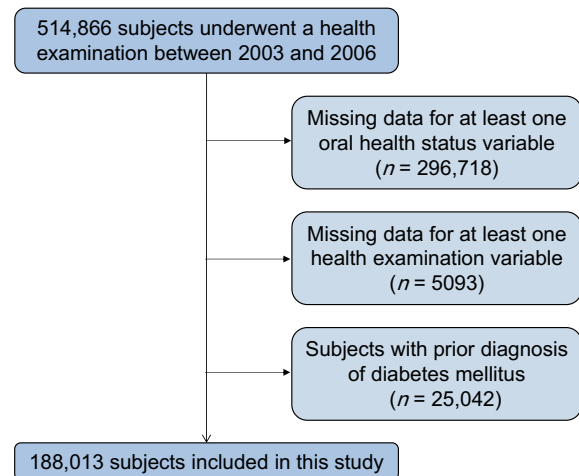 514,866 subjects underwent a health
examination between 2003 and 2006
Missing data for at least one
oral health status variable
(n = 296,718)
Missing data for at least one
health examination variable
(n = 5093)
Subjects with prior diagnosis
of diabetes mellitus
(n = 25,042)
188,013 subjects included in this study